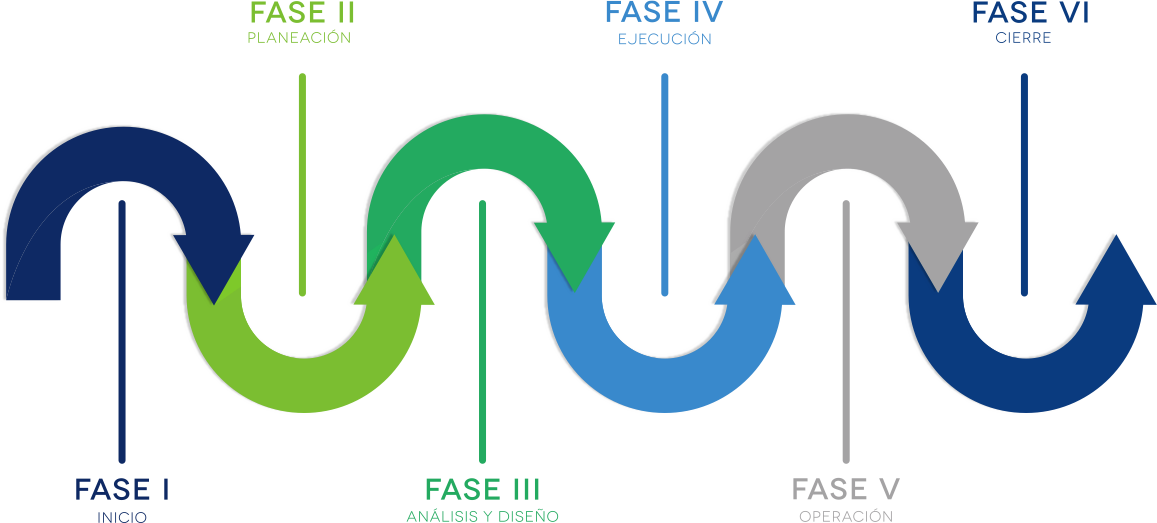 FASE II
PLANEACIÓN
FASE IV
EJECUCIÓN
FASE VI
CIERRE
FASE I
INICIO
FASE III
ANÁLISIS Y DISEÑO
FASE V
OPERACIÓN